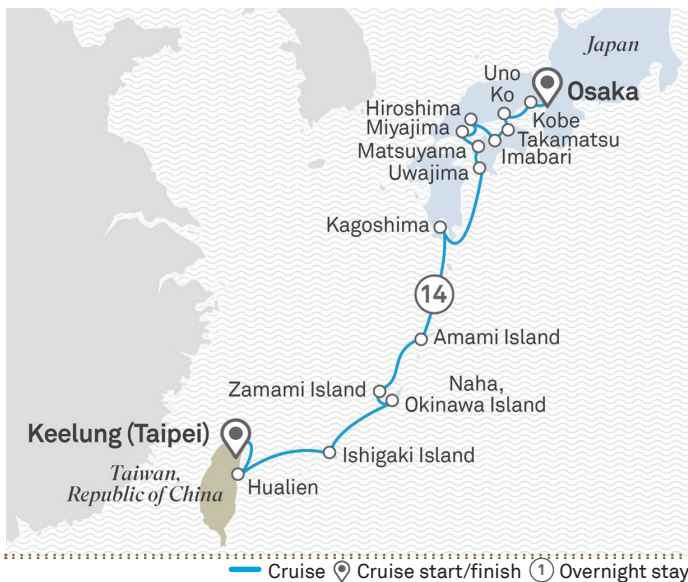 Japan
Uno
Ko
Osaka
Kobe
Hiroshima
Miyajima
Takamatsu
Matsuyama
Imabari
Uwajima
Kagoshima
14
Amami Island
Zamami Island
Naha,
Okinawa Island
Keelung (Taipei)
Ishigaki Island
Taiwan,
Republic of China
Hualien
Cruise
Cruise start/finish
1 Overnight stay